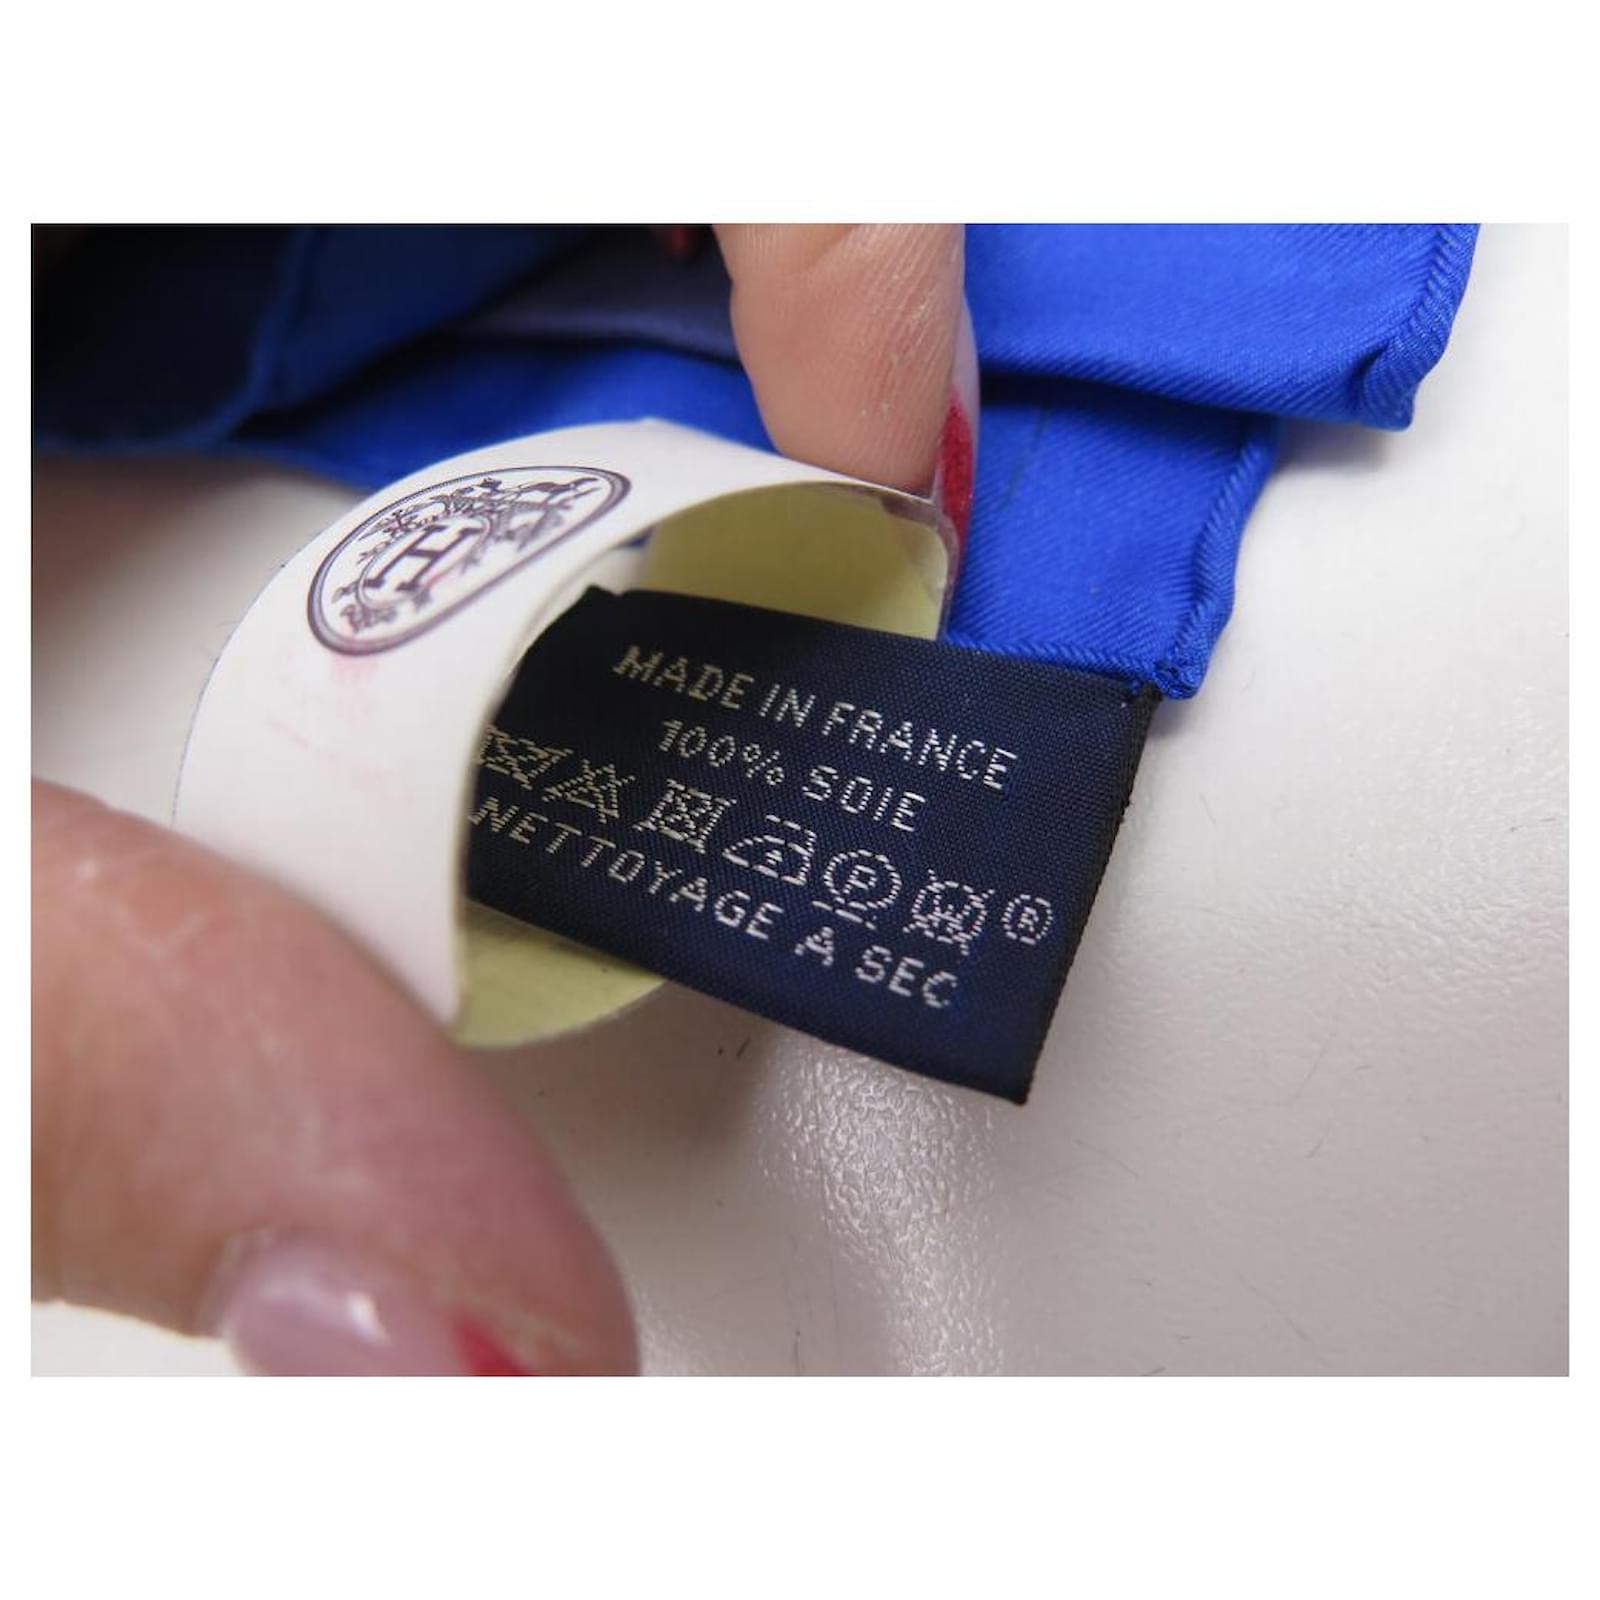 H
MADE IN FRANCE
100% SOIE
P W ®
NETTOYAGE A SEC